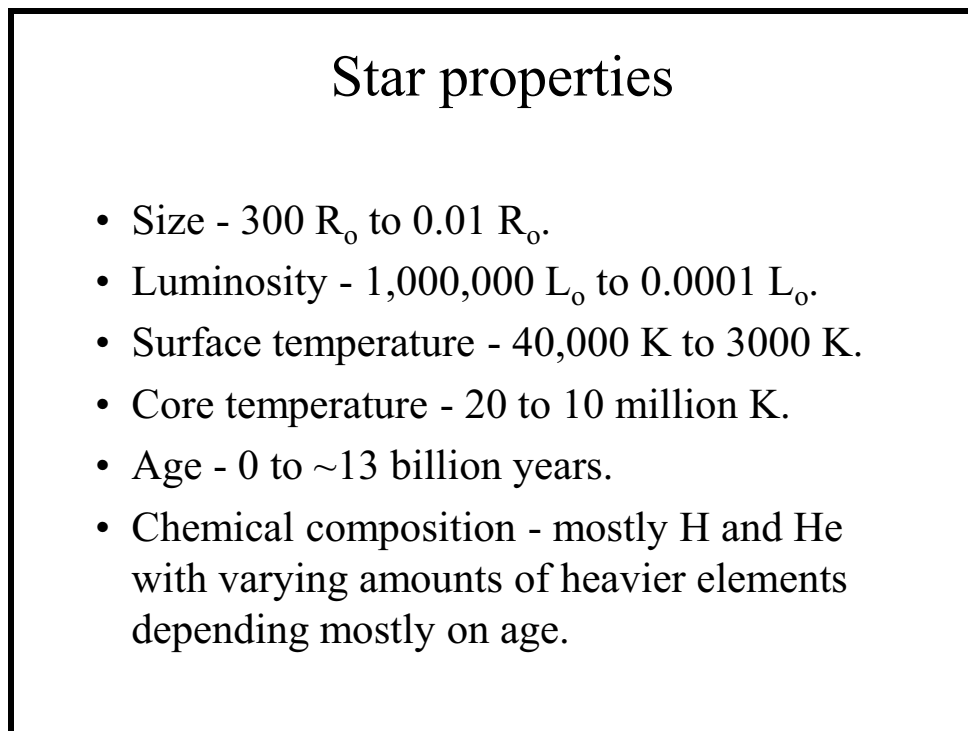 Star properties
• Size - 300 Rₒ to 0.01 Rₒ.
• Luminosity - 1,000,000 Lₒ to 0.0001 Lₒ.
• Surface temperature - 40,000 K to 3000 K.
• Core temperature - 20 to 10 million K.
• Age - 0 to ~13 billion years.
• Chemical composition - mostly H and He
with varying amounts of heavier elements
depending mostly on age.